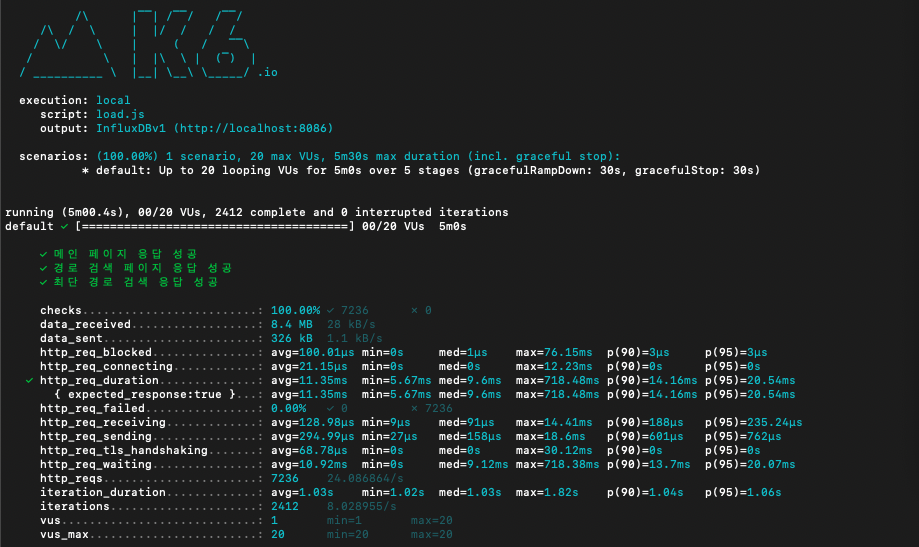 /\      |‾‾| /‾‾/   /‾‾/
/\  /  \     |  |/  /   /  /
/  \/    \    |     (   /   ‾‾\
/          \   |  |\  \ |  (‾)  |
/ __________ \  |__| \__\ \_____/ .io
execution: local
script: load.js
output: InfluxDBv1 (http://localhost:8086)
scenarios: (100.00%) 1 scenario, 20 max VUs, 5m30s max duration (incl. graceful stop):
* default: Up to 20 looping VUs for 5m0s over 5 stages (gracefulRampDown: 30s, gracefulStop: 30s)
running (5m00.4s), 00/20 VUs, 2412 complete and 0 interrupted iterations
default ✓ [======================================] 00/20 VUs  5m0s
✓ 메인 페이지 응답 성공
✓ 경로 검색 페이지 응답 성공
✓ 최단 경로 검색 응답 성공
checks.........................: 100.00% ✓ 7236      ✗ 0
data_received..................: 8.4 MB  28 kB/s
data_sent......................: 326 kB  1.1 kB/s
http_req_blocked...............: avg=100.01µs min=0s     med=1µs    max=76.15ms  p(90)=3µs     p(95)=3µs
http_req_connecting............: avg=21.15µs  min=0s     med=0s     max=12.23ms  p(90)=0s      p(95)=0s
✓ http_req_duration..............: avg=11.35ms  min=5.67ms med=9.6ms  max=718.48ms p(90)=14.16ms p(95)=20.54ms
{ expected_response:true }...: avg=11.35ms  min=5.67ms med=9.6ms  max=718.48ms p(90)=14.16ms p(95)=20.54ms
http_req_failed................: 0.00%   ✓ 0         ✗ 7236
http_req_receiving.............: avg=128.98µs min=9µs    med=91µs   max=14.41ms  p(90)=188µs   p(95)=235.24µs
http_req_sending...............: avg=294.99µs min=27µs   med=158µs  max=18.6ms   p(90)=601µs   p(95)=762µs
http_req_tls_handshaking.......: avg=68.78µs  min=0s     med=0s     max=30.12ms  p(90)=0s      p(95)=0s
http_req_waiting...............: avg=10.92ms  min=0s     med=9.12ms max=718.38ms p(90)=13.7ms  p(95)=20.07ms
http_reqs......................: 7236    24.086864/s
iteration_duration.............: avg=1.03s    min=1.02s  med=1.03s  max=1.82s    p(90)=1.04s   p(95)=1.06s
iterations.....................: 2412    8.028955/s
vus............................: 1       min=1       max=20
vus_max........................: 20      min=20      max=20